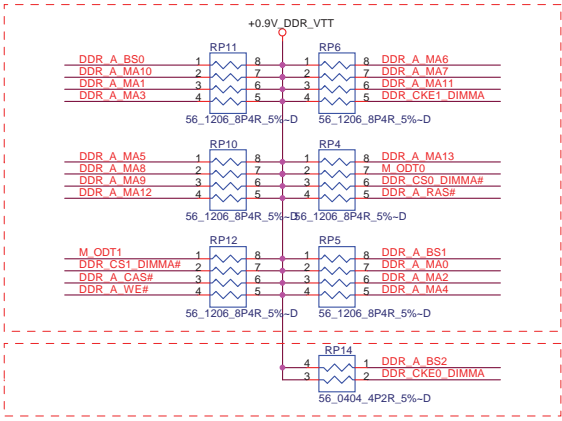 +0.9V_DDR_VTT
RP11 RP6
DDR_A_BS0 1 8 1 8 DDR_A_MA6
DDR_A_MA10 2 7 2 7 DDR_A_MA7
DDR_A_MA1 3 6 3 6 DDR_A_MA11
DDR_A_MA3 4 5 4 5 DDR_CKE1_DIMMA
56_1206_8P4R_5%~D 56_1206_8P4R_5%~D
RP10 RP4
DDR_A_MA5 1 8 1 8 DDR_A_MA13
DDR_A_MA8 2 7 2 7 M_ODT0
DDR_A_MA9 3 6 3 6 DDR_CS0_DIMMA#
DDR_A_MA12 4 5 4 5 DDR_A_RAS#
56_1206_8P4R_5%~D 56_1206_8P4R_5%~D
RP12 RP5
M_ODT1 1 8 1 8 DDR_A_BS1
DDR_CS1_DIMMA# 2 7 2 7 DDR_A_MA0
DDR_A_CAS# 3 6 3 6 DDR_A_MA2
DDR_A_WE# 4 5 4 5 DDR_A_MA4
56_1206_8P4R_5%~D 56_1206_8P4R_5%~D
RP14
4 1 DDR_A_BS2
3 2 DDR_CKE0_DIMMA
56_0404_4P2R_5%~D